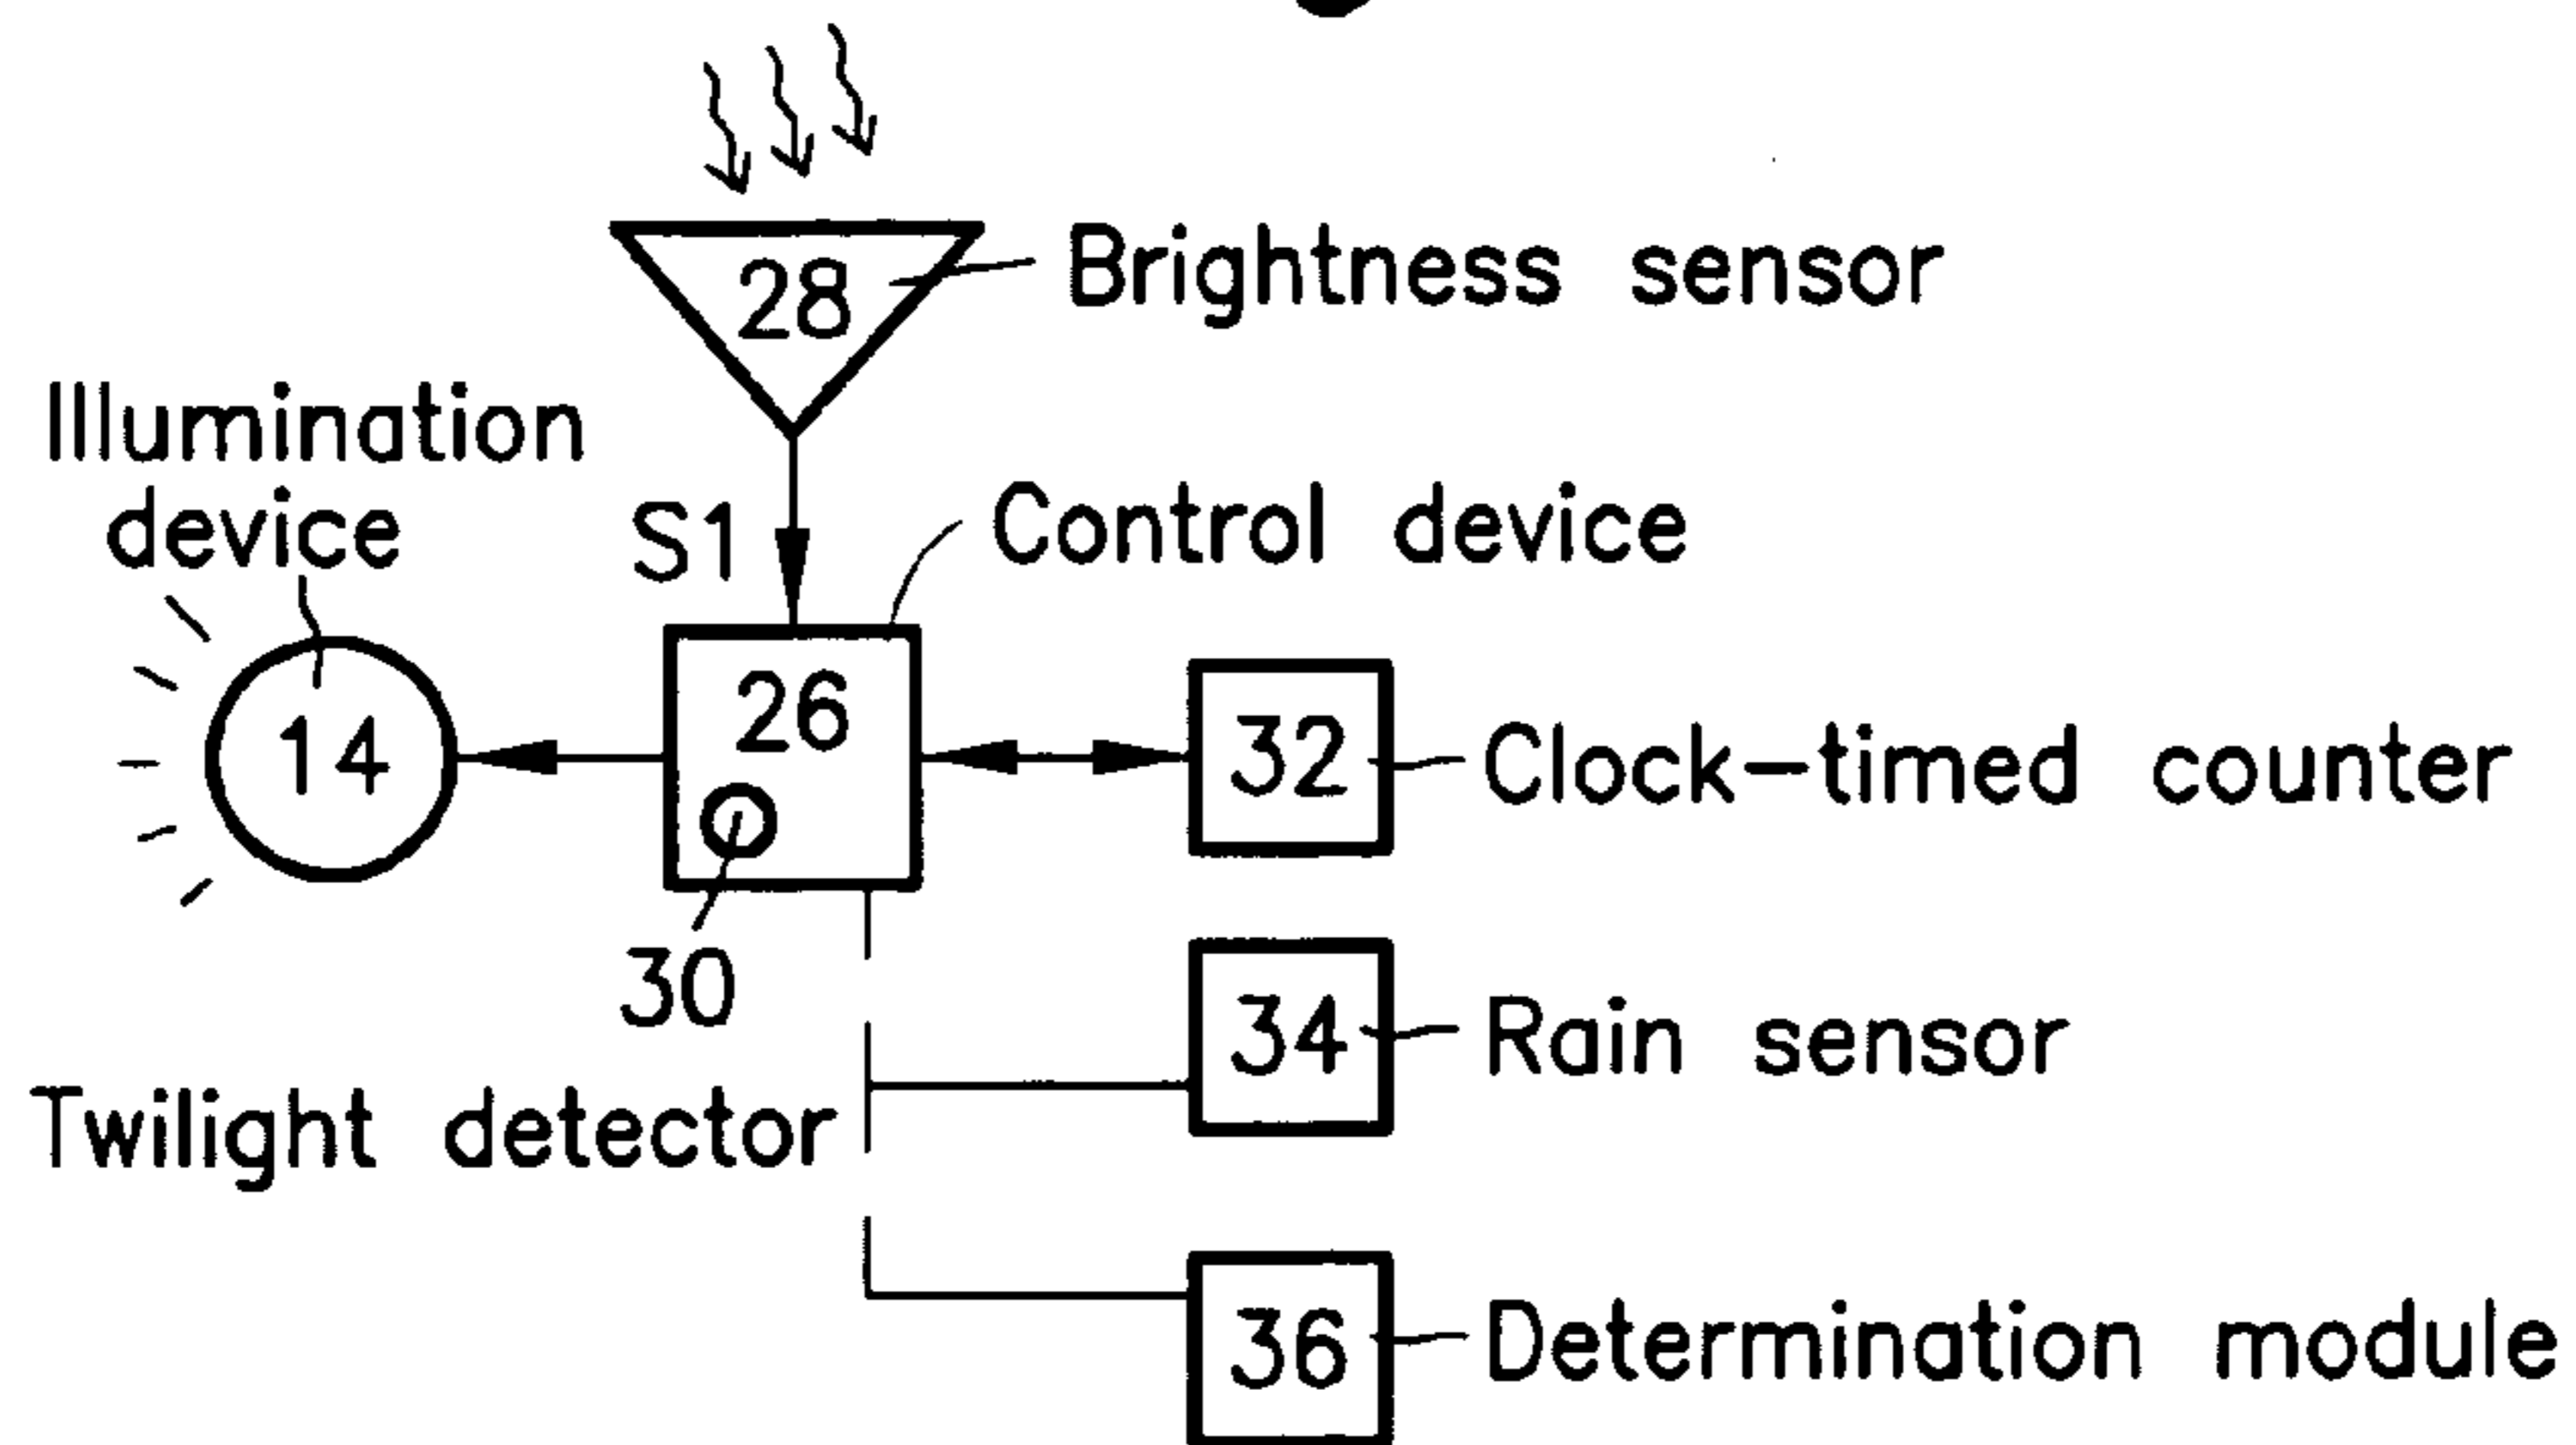 28
Brightness sensor
Illumination
device
S1
Control device
14
26
32
Clock-timed counter
30
34
Rain sensor
Twilight detector
36
Determination module